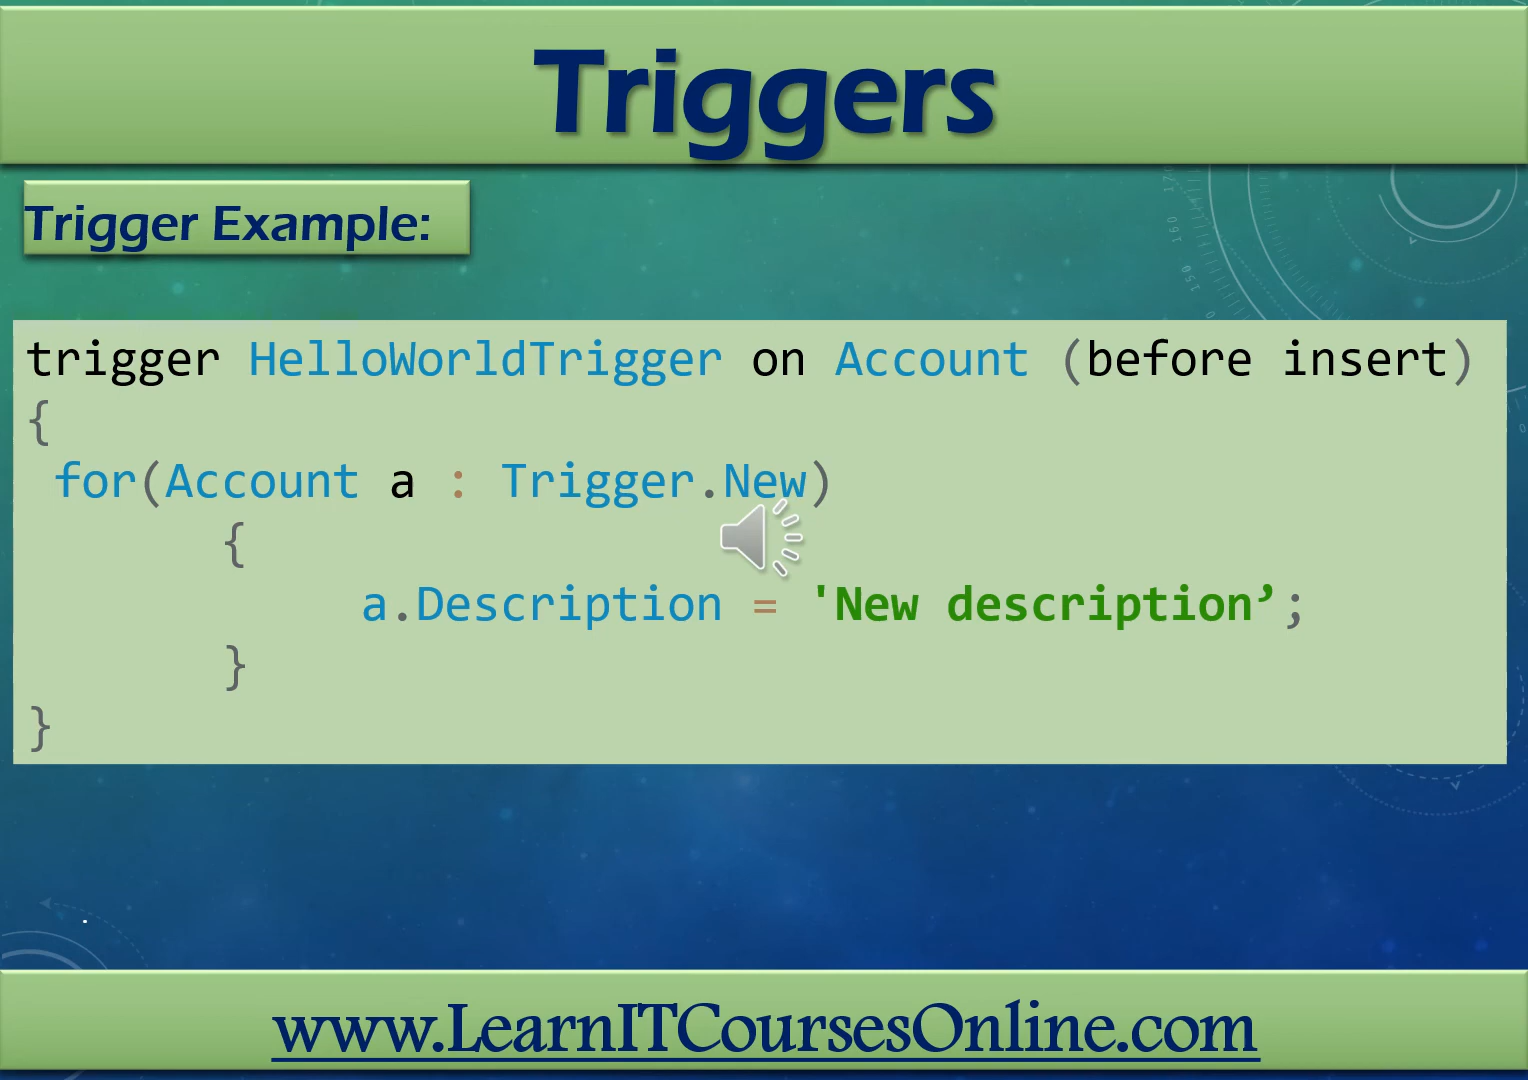 Triggers
Trigger Example:
trigger HelloWorldTrigger on Account (before insert)
{
for(Account a : Trigger.New)
{
a.Description = 'New description’;
}
}
www.LearnITCoursesOnline.com